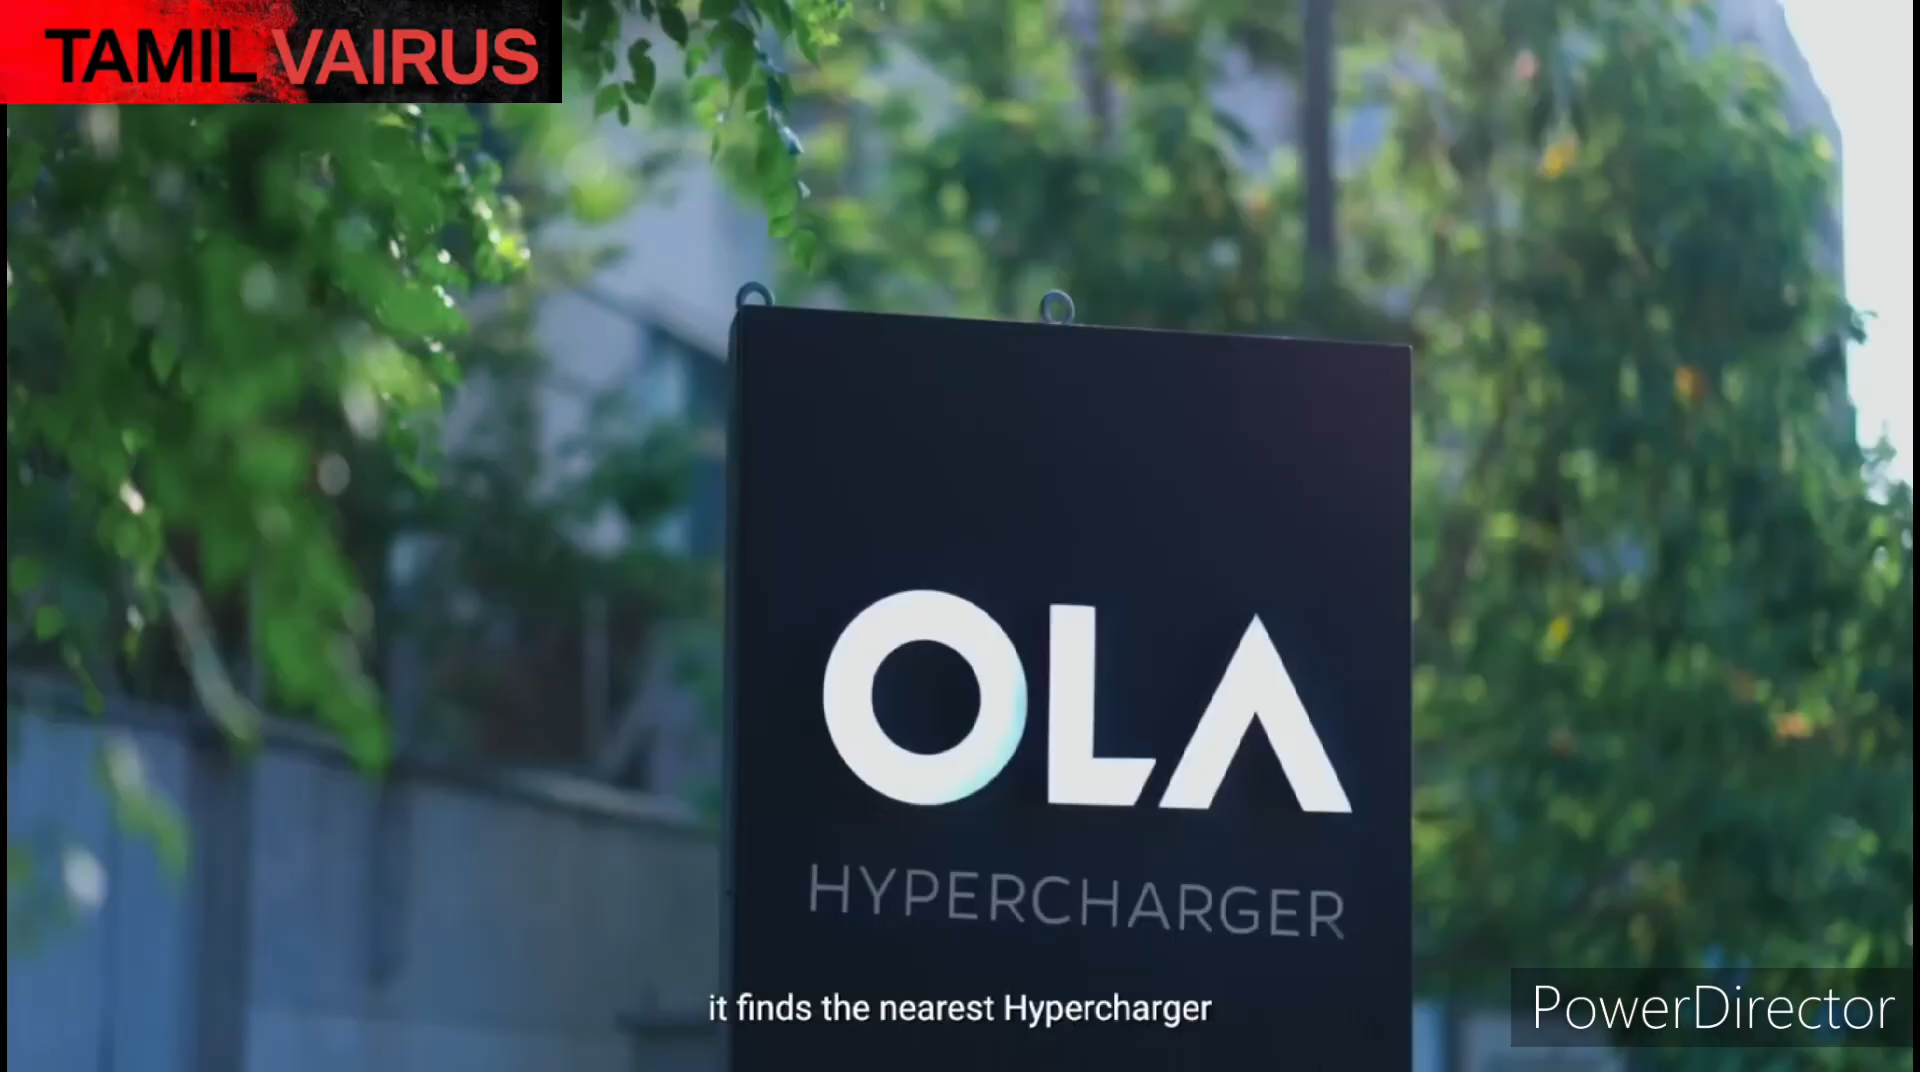 TAMIL VAIRUS
OLA
HYPERCHARGER
it finds the nearest Hypercharger
PowerDirector